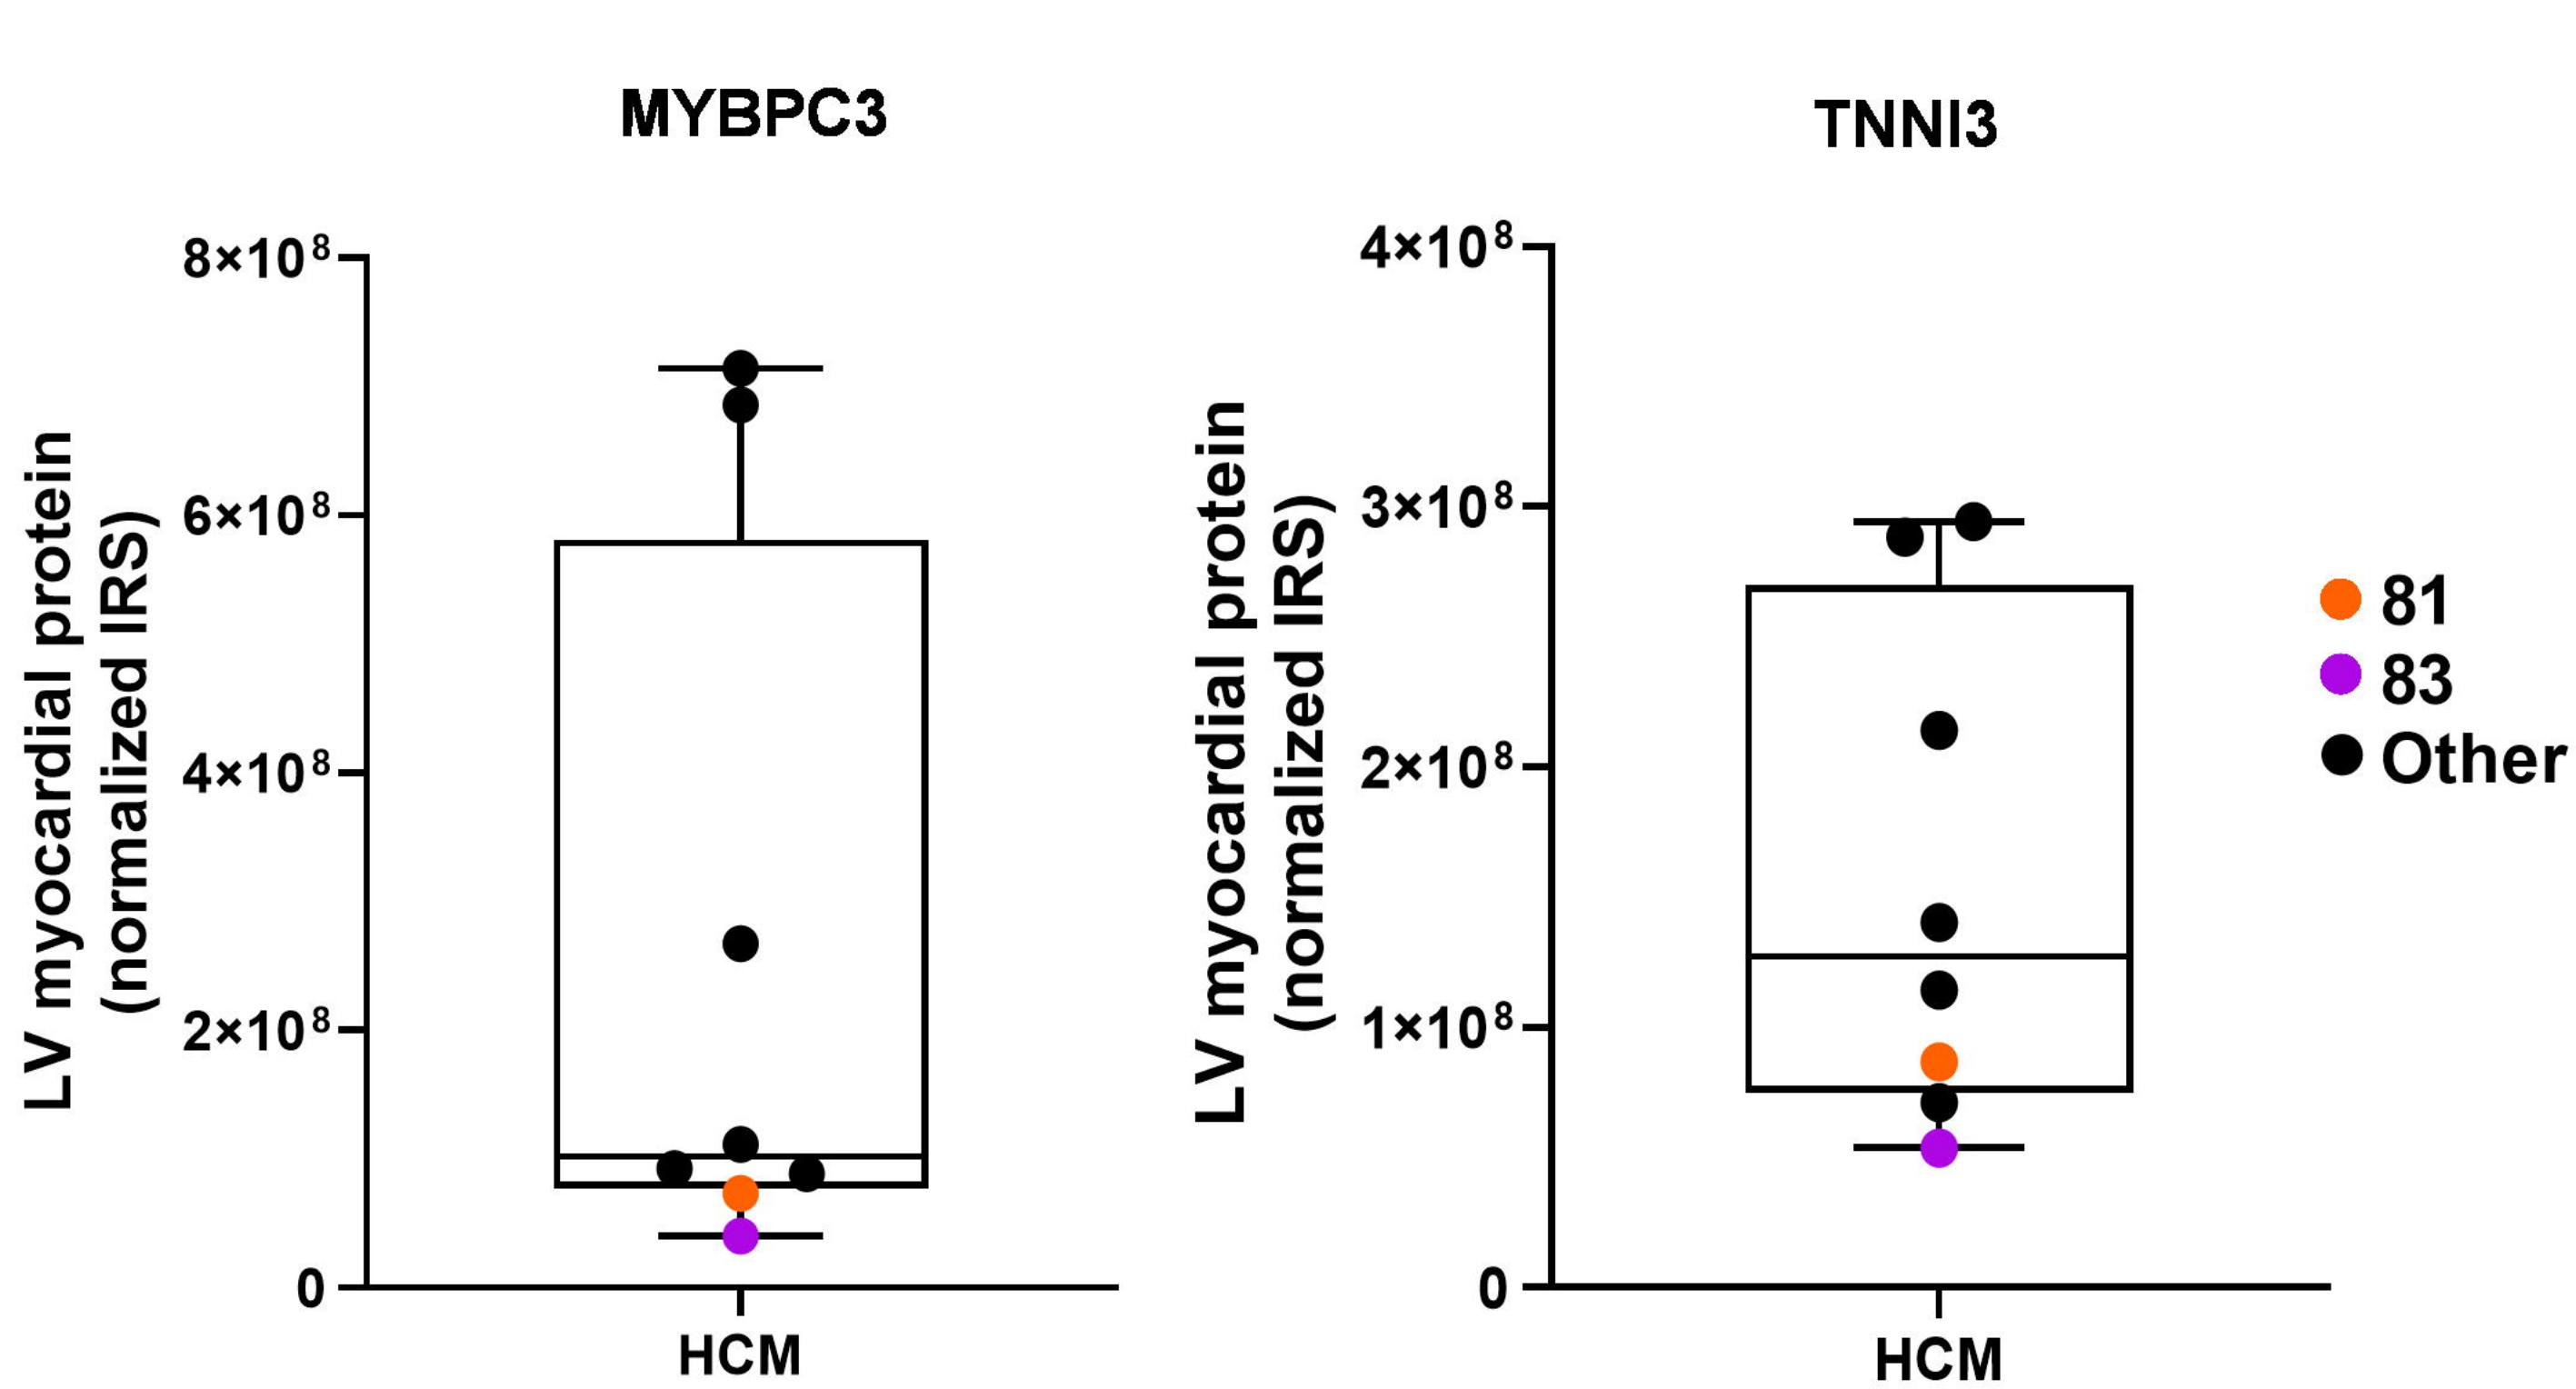 MYBPC3
LV myocardial protein
(normalized IRS)
8×10⁸
6×10⁸
4×10⁸
2×10⁸
0
HCM
TNNI3
LV myocardial protein
(normalized IRS)
4×10⁸
3×10⁸
2×10⁸
1×10⁸
0
HCM
81
83
Other